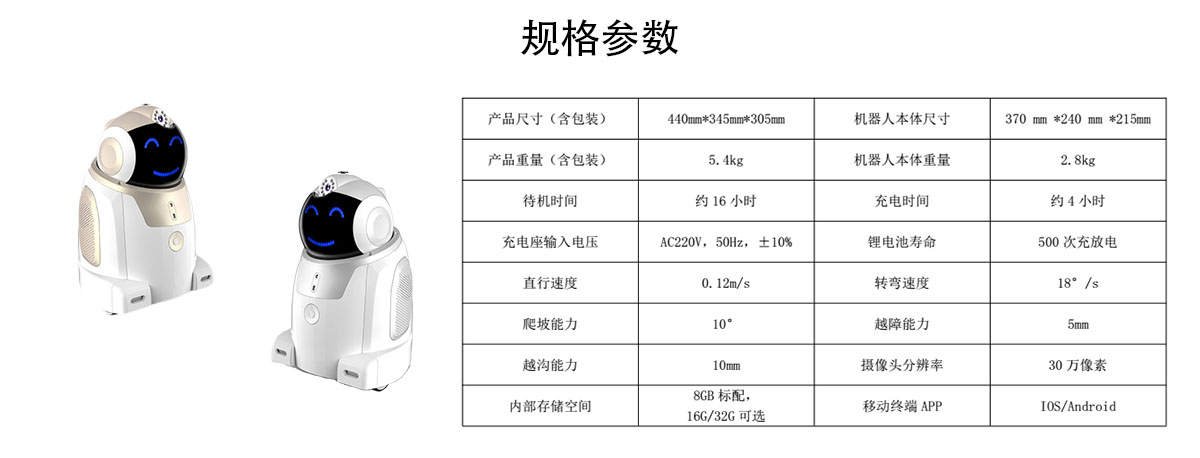 规格参数
产品尺寸（含包装） 440mm*345mm*305mm 机器人本体尺寸 370 mm *240 mm *215mm
产品重量（含包装） 5.4kg 机器人本体重量 2.8kg
待机时间 约 16 小时 充电时间 约 4 小时
充电座输入电压 AC220V，50Hz，±10% 锂电池寿命 500 次充放电
直行速度 0.12m/s 转弯速度 18°/s
爬坡能力 10° 越障能力 5mm
越沟能力 10mm 摄像头分辨率 30 万像素
内部存储空间 8GB 标配，
16G/32G 可选 移动终端 APP IOS/Android